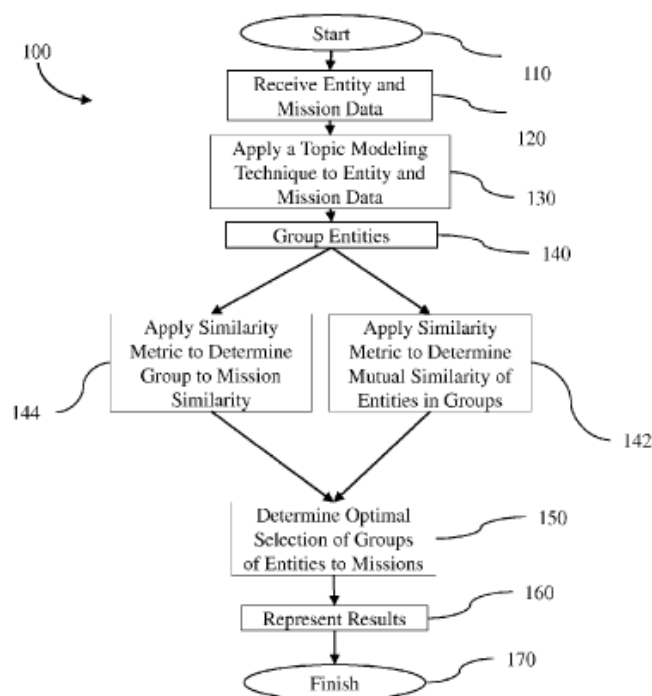 Start
100
110
Receive Entity and
Mission Data
120
Apply a Topic Modeling
Technique to Entity and
Mission Data
130
Group Entities
140
Apply Similarity
Metric to Determine
Group to Mission
Similarity
144
Apply Similarity
Metric to Determine
Mutual Similarity of
Entities in Groups
142
Determine Optimal
Selection of Groups
of Entities to Missions
150
Represent Results
160
Finish
170